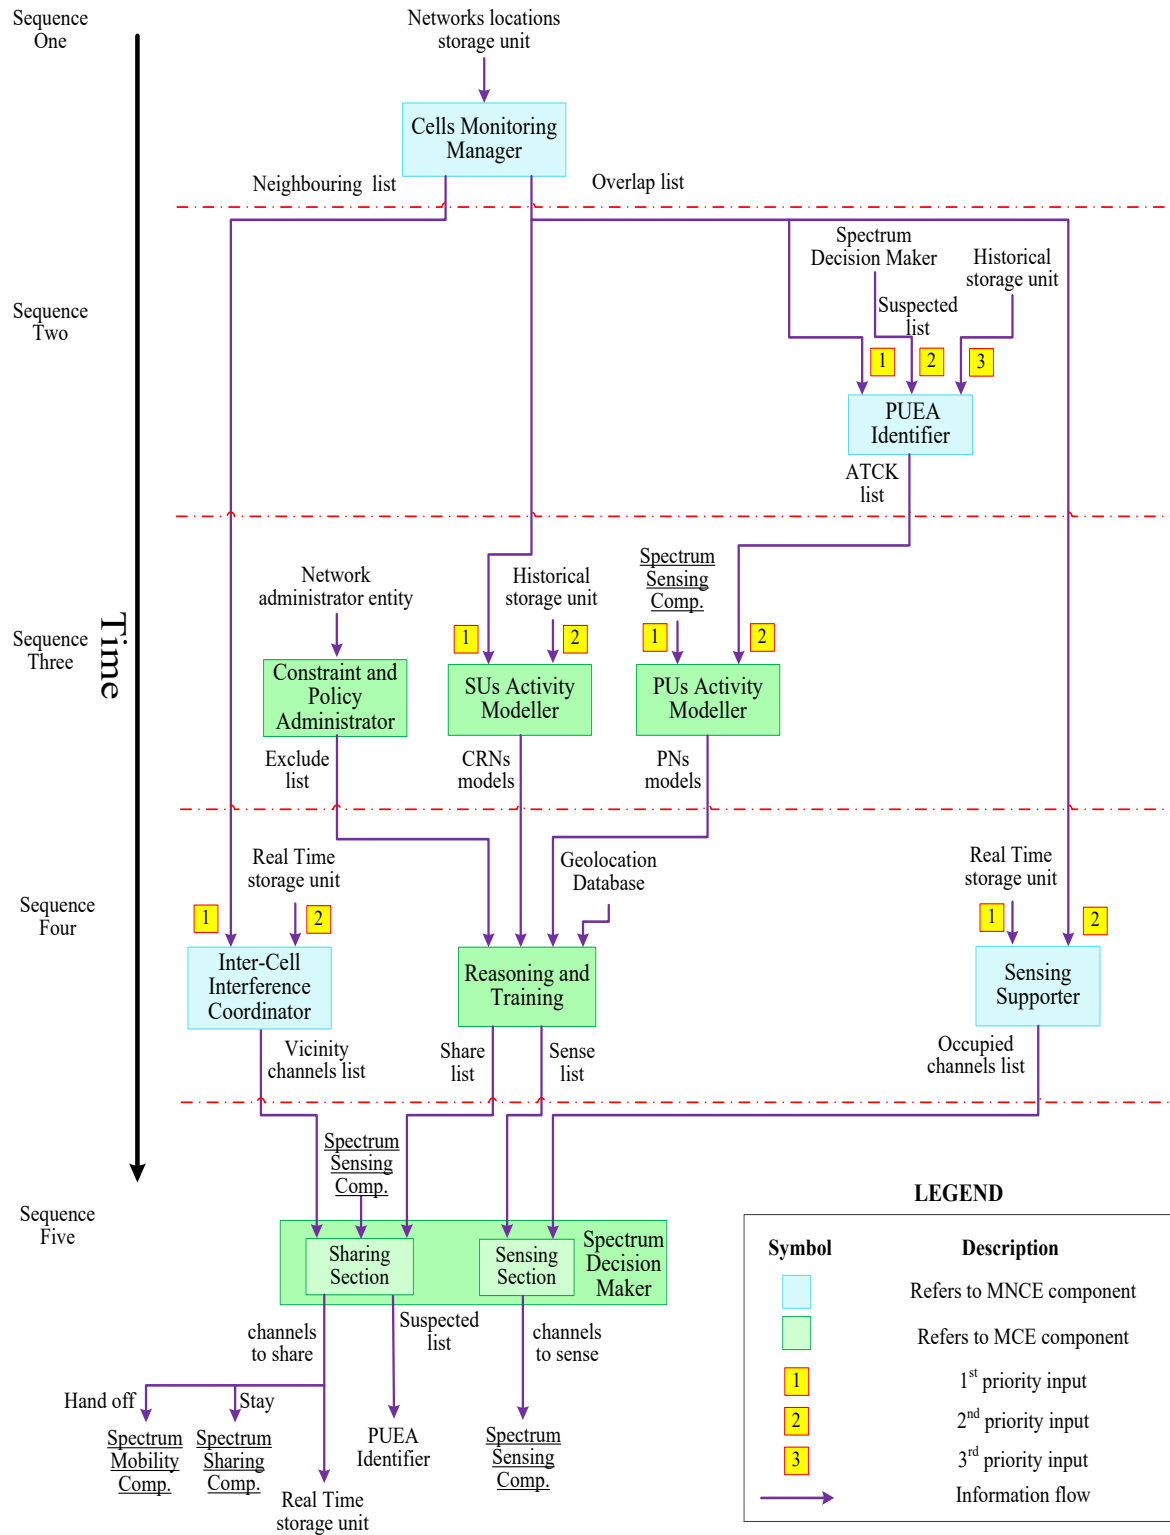 Sequence
One
Networks locations
storage unit
Cells Monitoring
Manager
Neighbouring list
Overlap list
Spectrum
Decision Maker
Historical
storage unit
Sequence
Two
Suspected
list
1
2
3
PUEA
Identifier
ATCK
list
Time
Sequence
Three
Network
administrator entity
Historical
storage unit
Spectrum
Sensing
Comp.
1
2
1
2
Constraint and
Policy
Administrator
SUs Activity
Modeller
PUs Activity
Modeller
Exclude
list
CRNs
models
PNs
models
Sequence
Four
Real Time
storage unit
Geolocation
Database
Real Time
storage unit
1
2
1
2
Inter-Cell
Interference
Coordinator
Reasoning and
Training
Sensing
Supporter
Vicinity
channels list
Share
list
Sense
list
Occupied
channels list
Sequence
Five
Spectrum
Sensing
Comp.
Sharing
Section
Sensing
Section
Spectrum
Decision
Maker
channels
to share
Suspected
list
channels
to sense
Hand off
Stay
Spectrum
Mobility
Comp.
Spectrum
Sharing
Comp.
Real Time
storage unit
PUEA
Identifier
Spectrum
Sensing
Comp.
LEGEND
Symbol Description
Refers to MNCE component
Refers to MCE component
1 1st priority input
2 2nd priority input
3 3rd priority input
Information flow